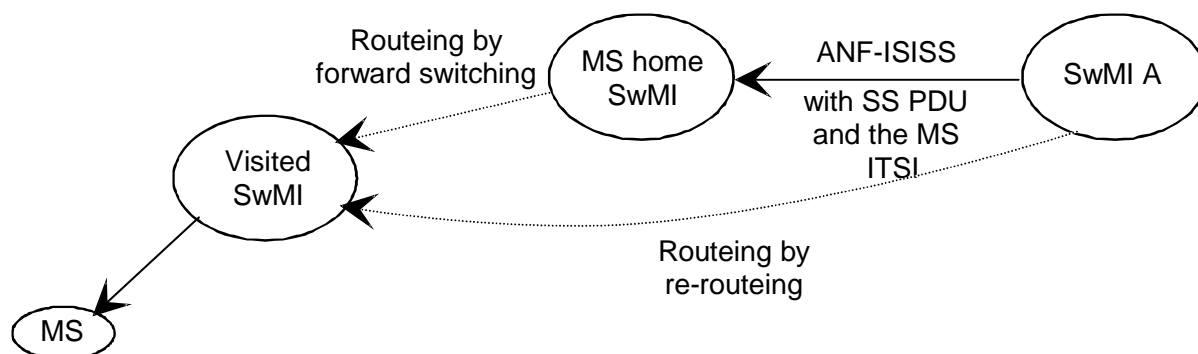 Routeing by
forward switching
MS home
SwMI
ANF-ISISS
with SS PDU
and the MS
ITSI
SwMI A
Visited
SwMI
Routeing by
re-routeing
MS